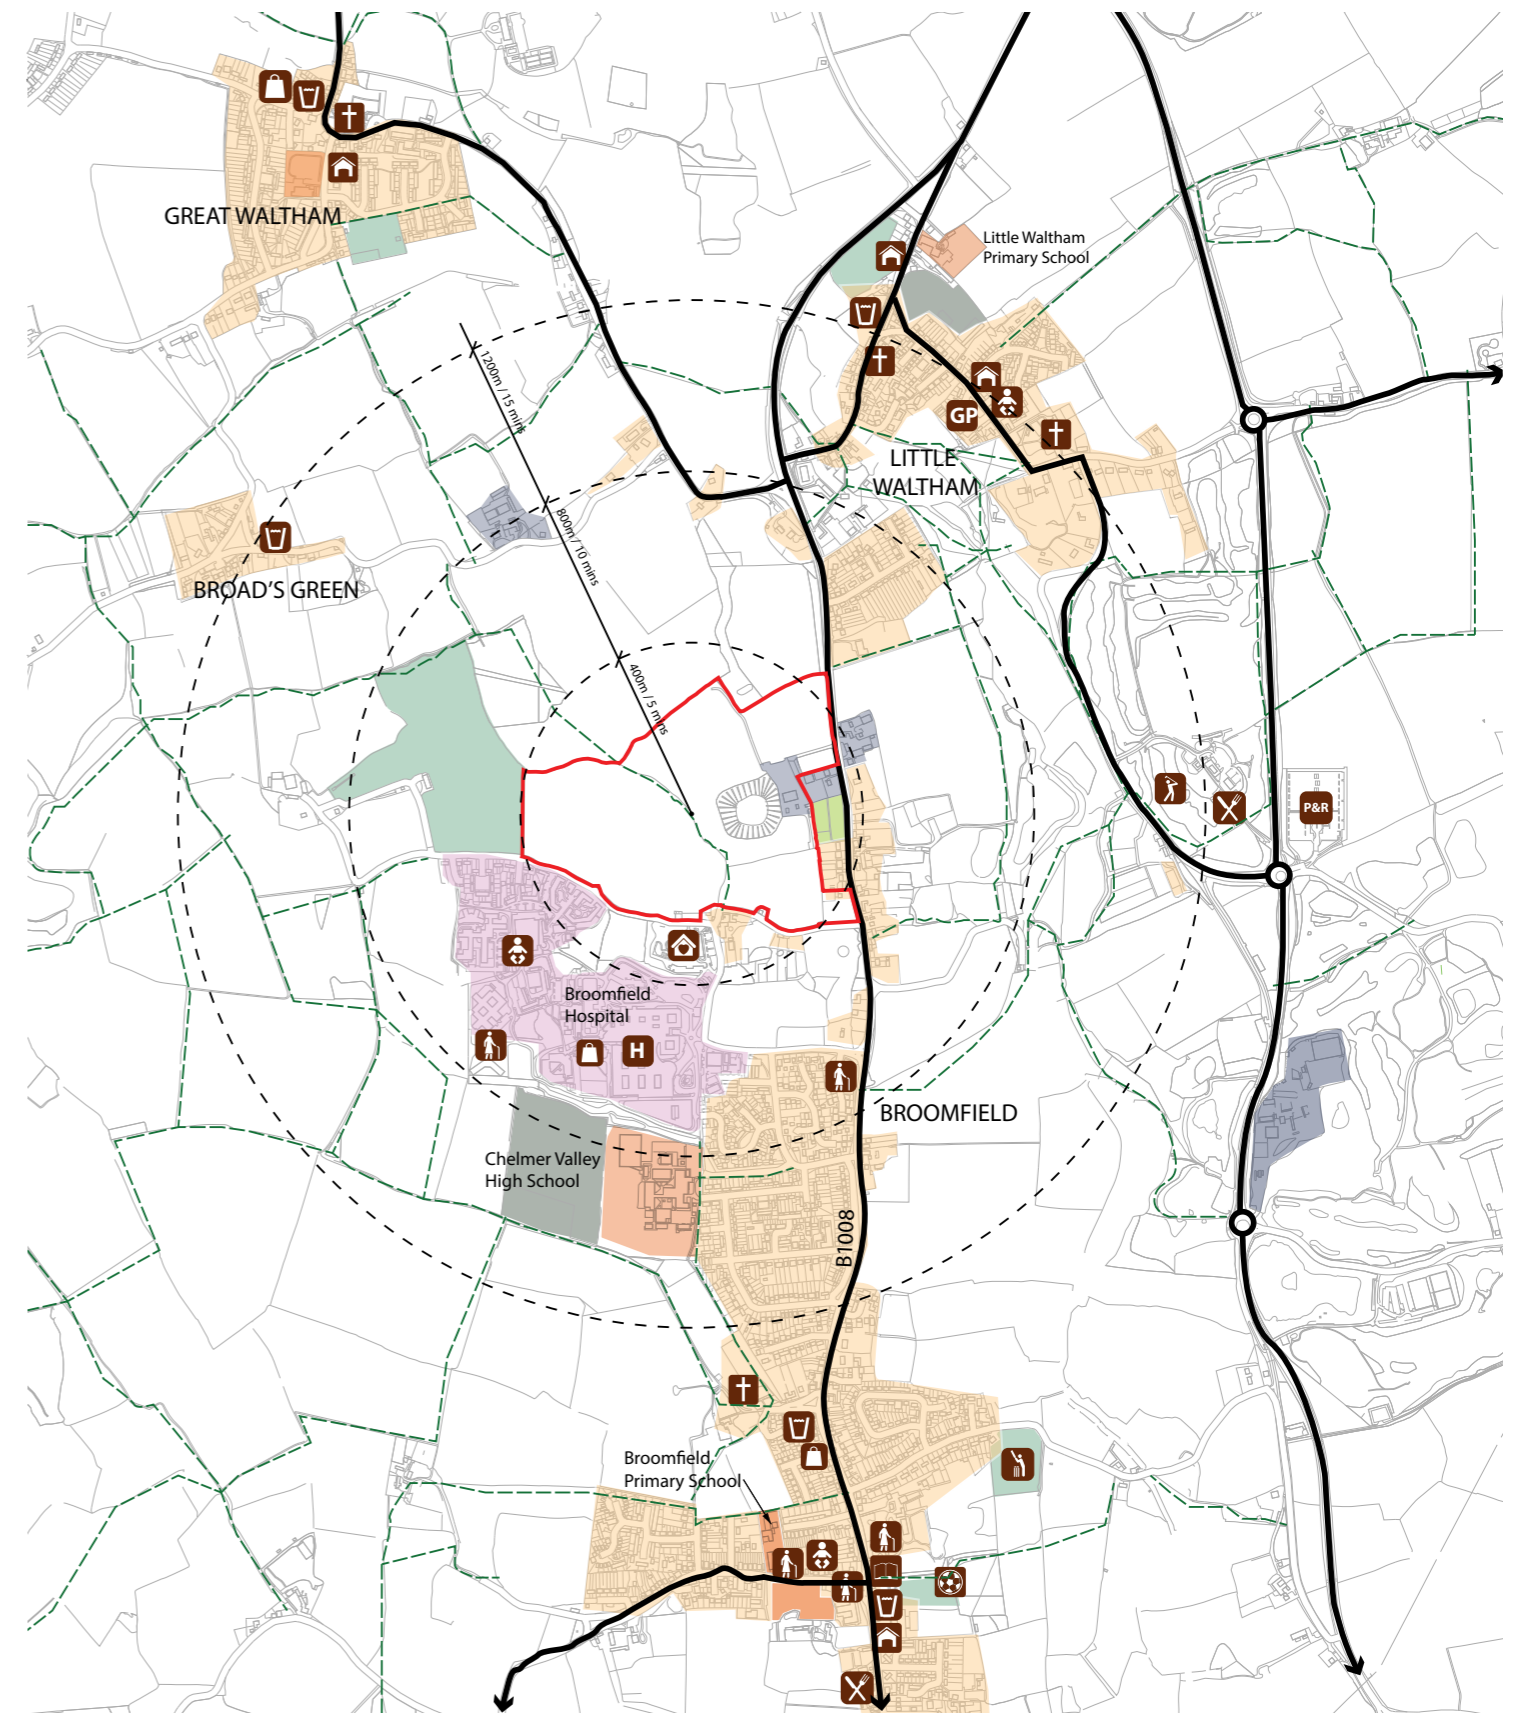 GREAT WALTHAM
Little Waltham
Primary School
1200m / 15 mins
GP
LITTLE
WALTHAM
800m / 10 mins
BROAD'S GREEN
400m / 5 mins
P&R
Broomfield
Hospital
H
BROOMFIELD
Chelmer Valley
High School
B1008
Broomfield
Primary School